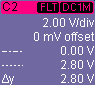 C2 FLT DC1M
2.00 V/div
0 mV offset
----- 0.00 V
----- 2.80 V
Δy 2.80 V